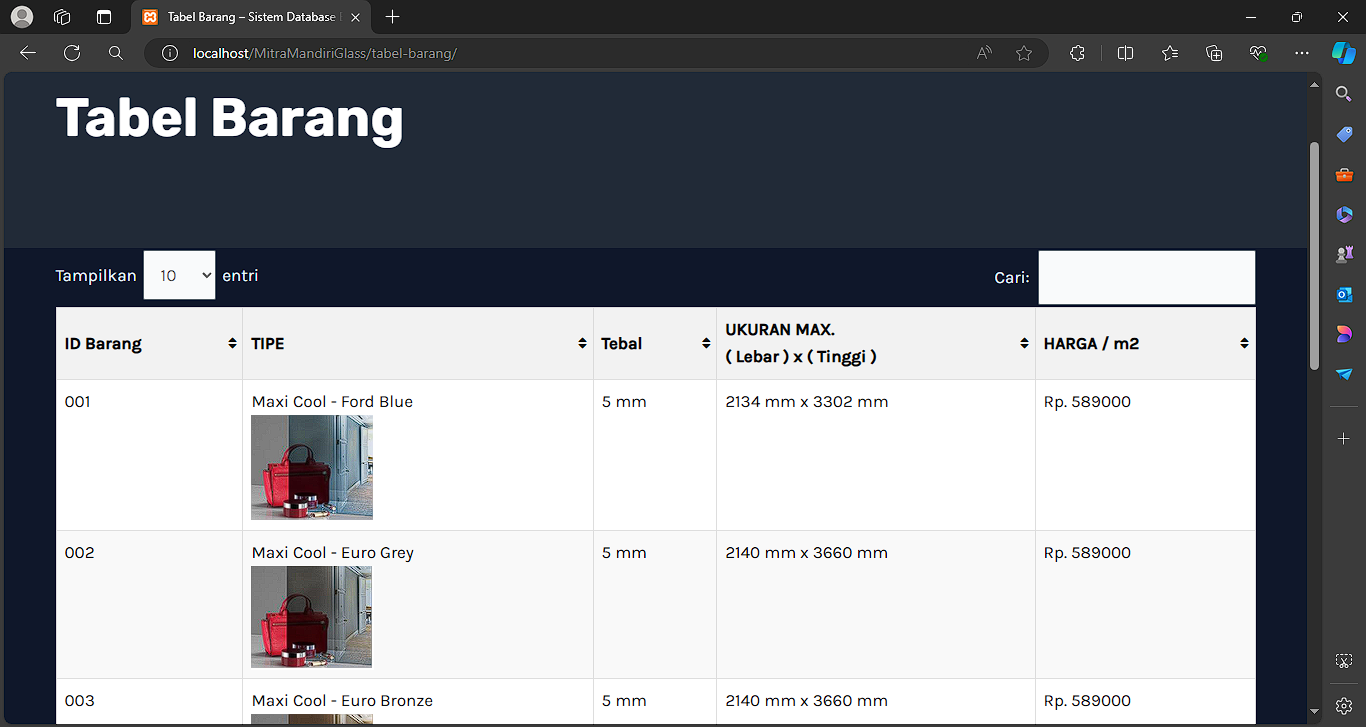 Tabel Barang – Sistem Database
localhost/MitraMandiriGlass/tabel-barang/
Tabel Barang
Tampilkan 10 entri Cari:
ID Barang TIPE Tebal UKURAN MAX. HARGA / m2
( Lebar ) x ( Tinggi )
001 Maxi Cool - Ford Blue 5 mm 2134 mm x 3302 mm Rp. 589000
002 Maxi Cool - Euro Grey 5 mm 2140 mm x 3660 mm Rp. 589000
003 Maxi Cool - Euro Bronze 5 mm 2140 mm x 3660 mm Rp. 589000